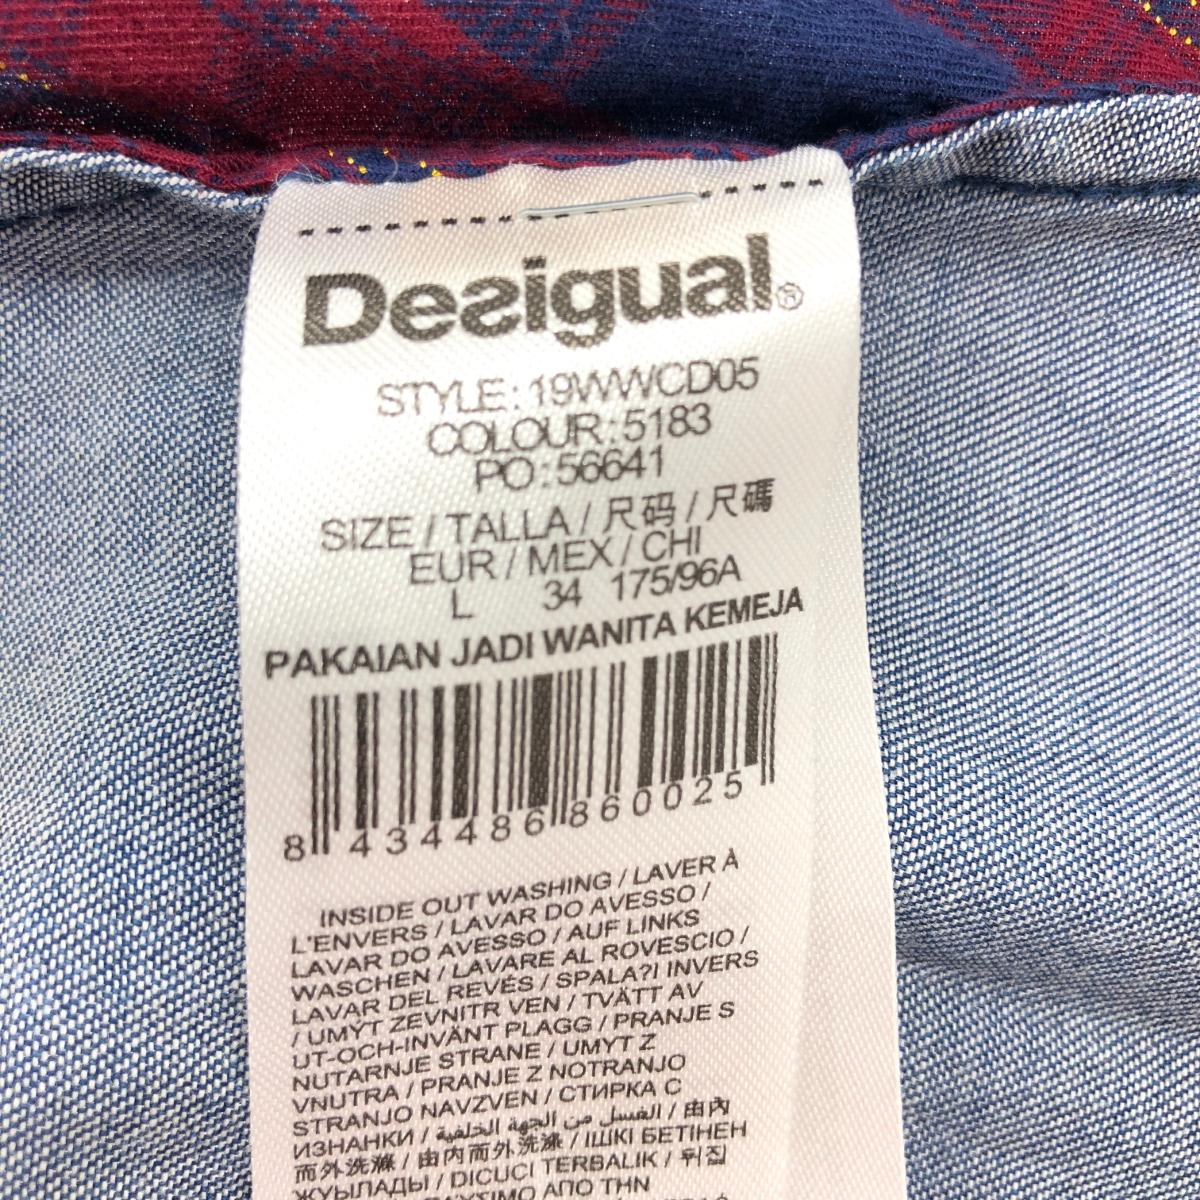 Desigual®
STYLE: 19WWCD05
COLOUR: 5183
PO: 56641
SIZE / TALLA / 尺码 / 尺碼
EUR / MEX / CHI
L 34 175/96A
PAKAIAN JADI WANITA KEMEJA
8 434486 860025
INSIDE OUT WASHING / LAVER À
L'ENVERS / LAVAR DO AVESSO /
LAVAR DO AVESSO / AUF LINKS
WASCHEN / LAVARE AL ROVESCIO /
LAVAR DEL REVÉS / SPALA?I INVERS
/ UMÝT ZEVNITR VEN / TVÄTT AV
UT-OCH-INVÄNT PLAGG / PRANJE S
NUTARNJE STRANE / UMYT Z
VNUTRA / PRANJE Z NOTRANJO
STRANJO NAVZVEN / СТИРКА С
ИЗНАНКИ / الغسل من الجهة الخلفية / 由內
而外洗滌 / 由内而外洗涤 / ІШКІ БЕТІНЕН
ЖУЫЛАДЫ / DICUCI TERBALIK / 뒤집
ΑΠΟ ΤΗΝ